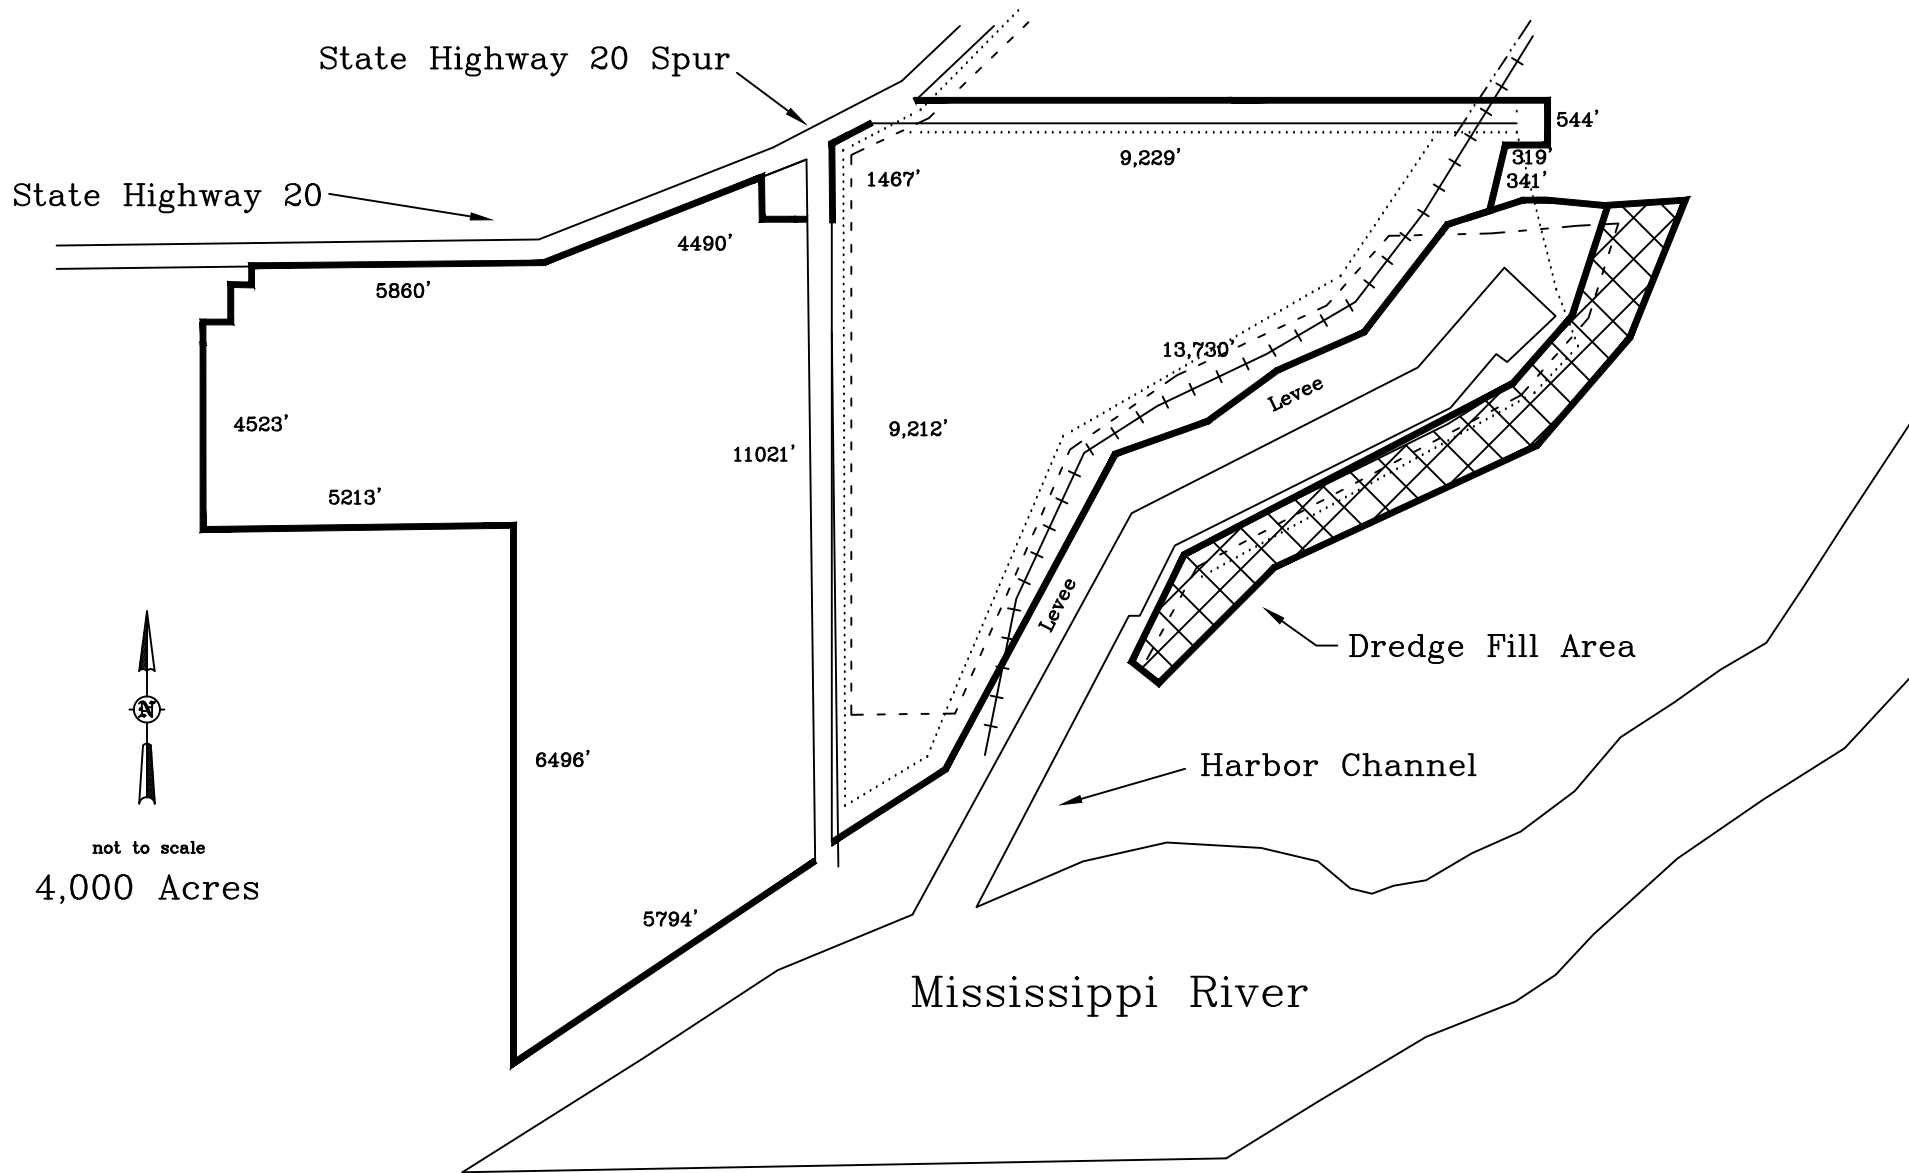 State Highway 20 Spur
544'
319'
9,229'
1467'
341'
State Highway 20
4490'
5860'
13,730'
Levee
4523'
9,212'
11021'
5213'
Levee
Dredge Fill Area
N
6496'
Harbor Channel
not to scale
4,000 Acres
5794'
Mississippi River